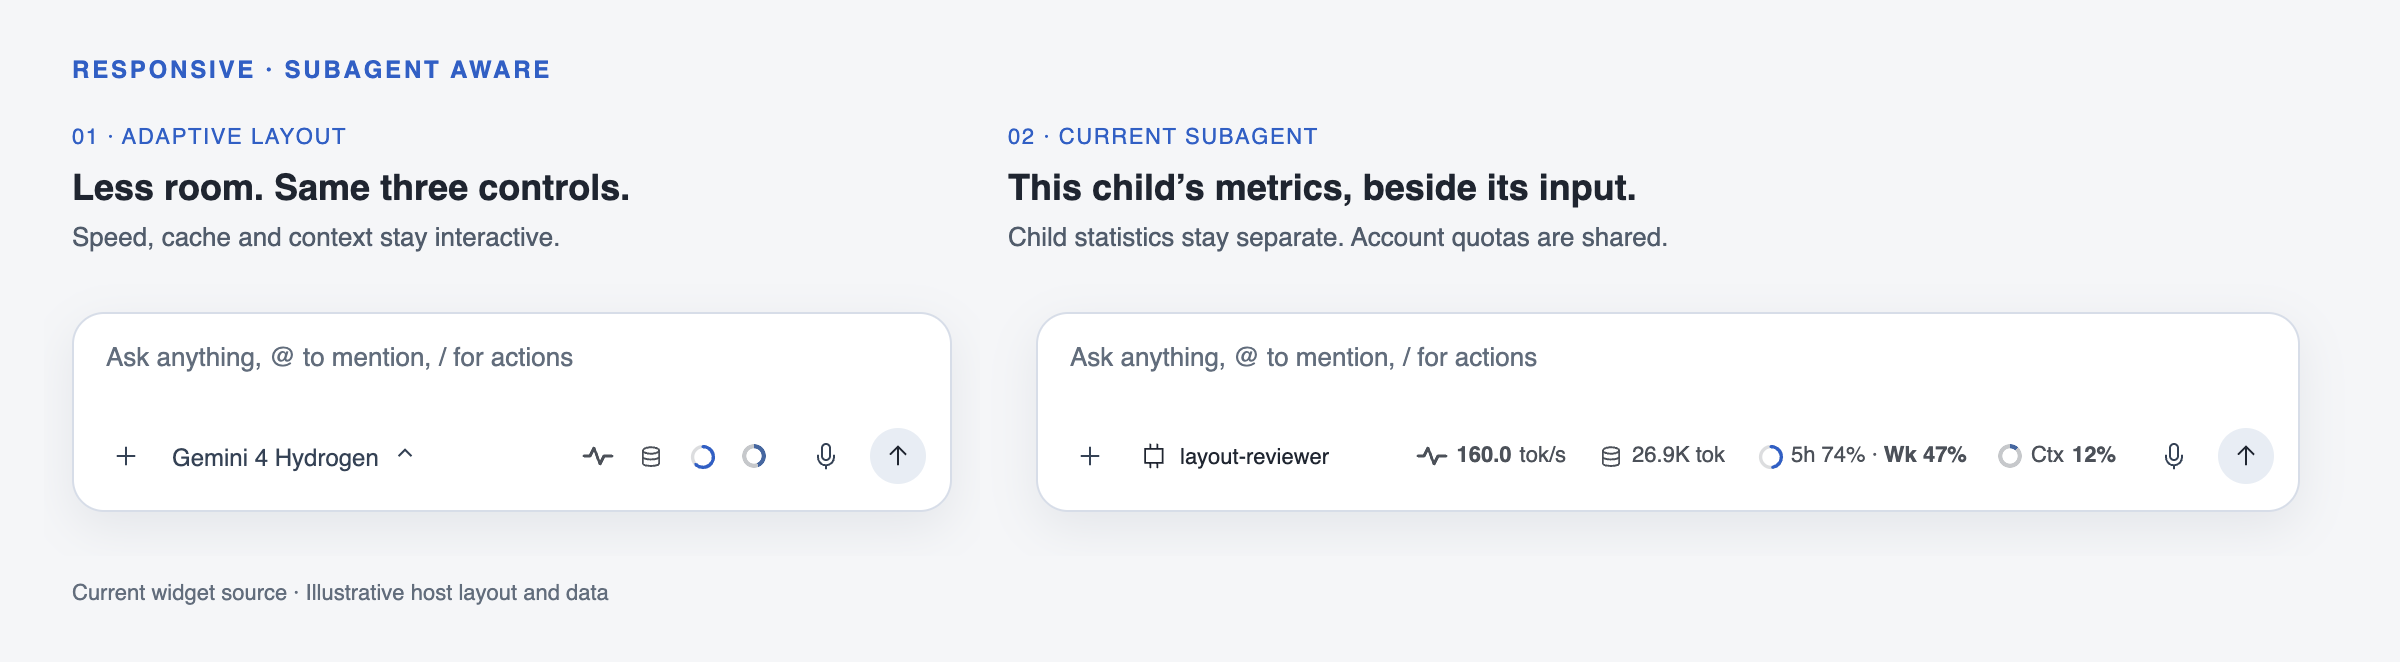 RESPONSIVE · SUBAGENT AWARE
01 · ADAPTIVE LAYOUT
Less room. Same three controls.
Speed, cache and context stay interactive.
Ask anything, @ to mention, / for actions
Gemini 4 Hydrogen
02 · CURRENT SUBAGENT
This child’s metrics, beside its input.
Child statistics stay separate. Account quotas are shared.
Ask anything, @ to mention, / for actions
layout-reviewer 160.0 tok/s 26.9K tok 5h 74% · Wk 47% Ctx 12%
Current widget source · Illustrative host layout and data